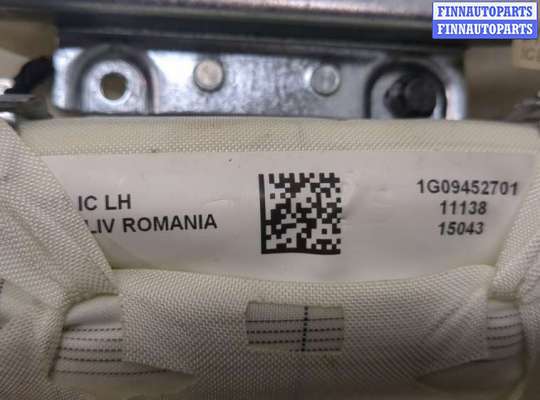 FINNAUTOPARTS
FINNAUTOPARTS
IC LH
LIV ROMANIA
1G09452701
11138
15043